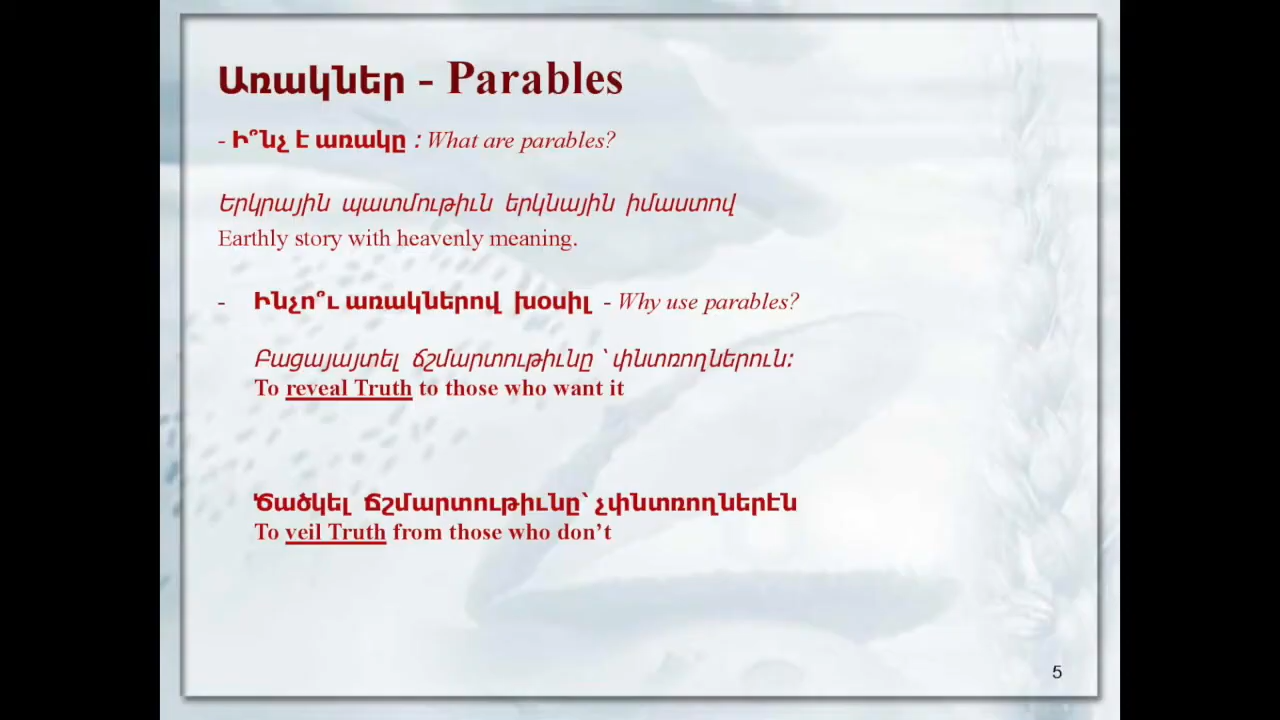 Առակներ - Parables
- Ի՞նչ է առակը : What are parables?
Երկրային պատմութիւն երկնային իմաստով
Earthly story with heavenly meaning.
- Ինչո՞ւ առակներով խօսիլ - Why use parables?
Բացայայտել ճշմարտութիւնը ՝ փնտռողներուն:
To reveal Truth to those who want it
Ծածկել Ճշմարտութիւնը՝ չփնտռողներէն
To veil Truth from those who don’t
5